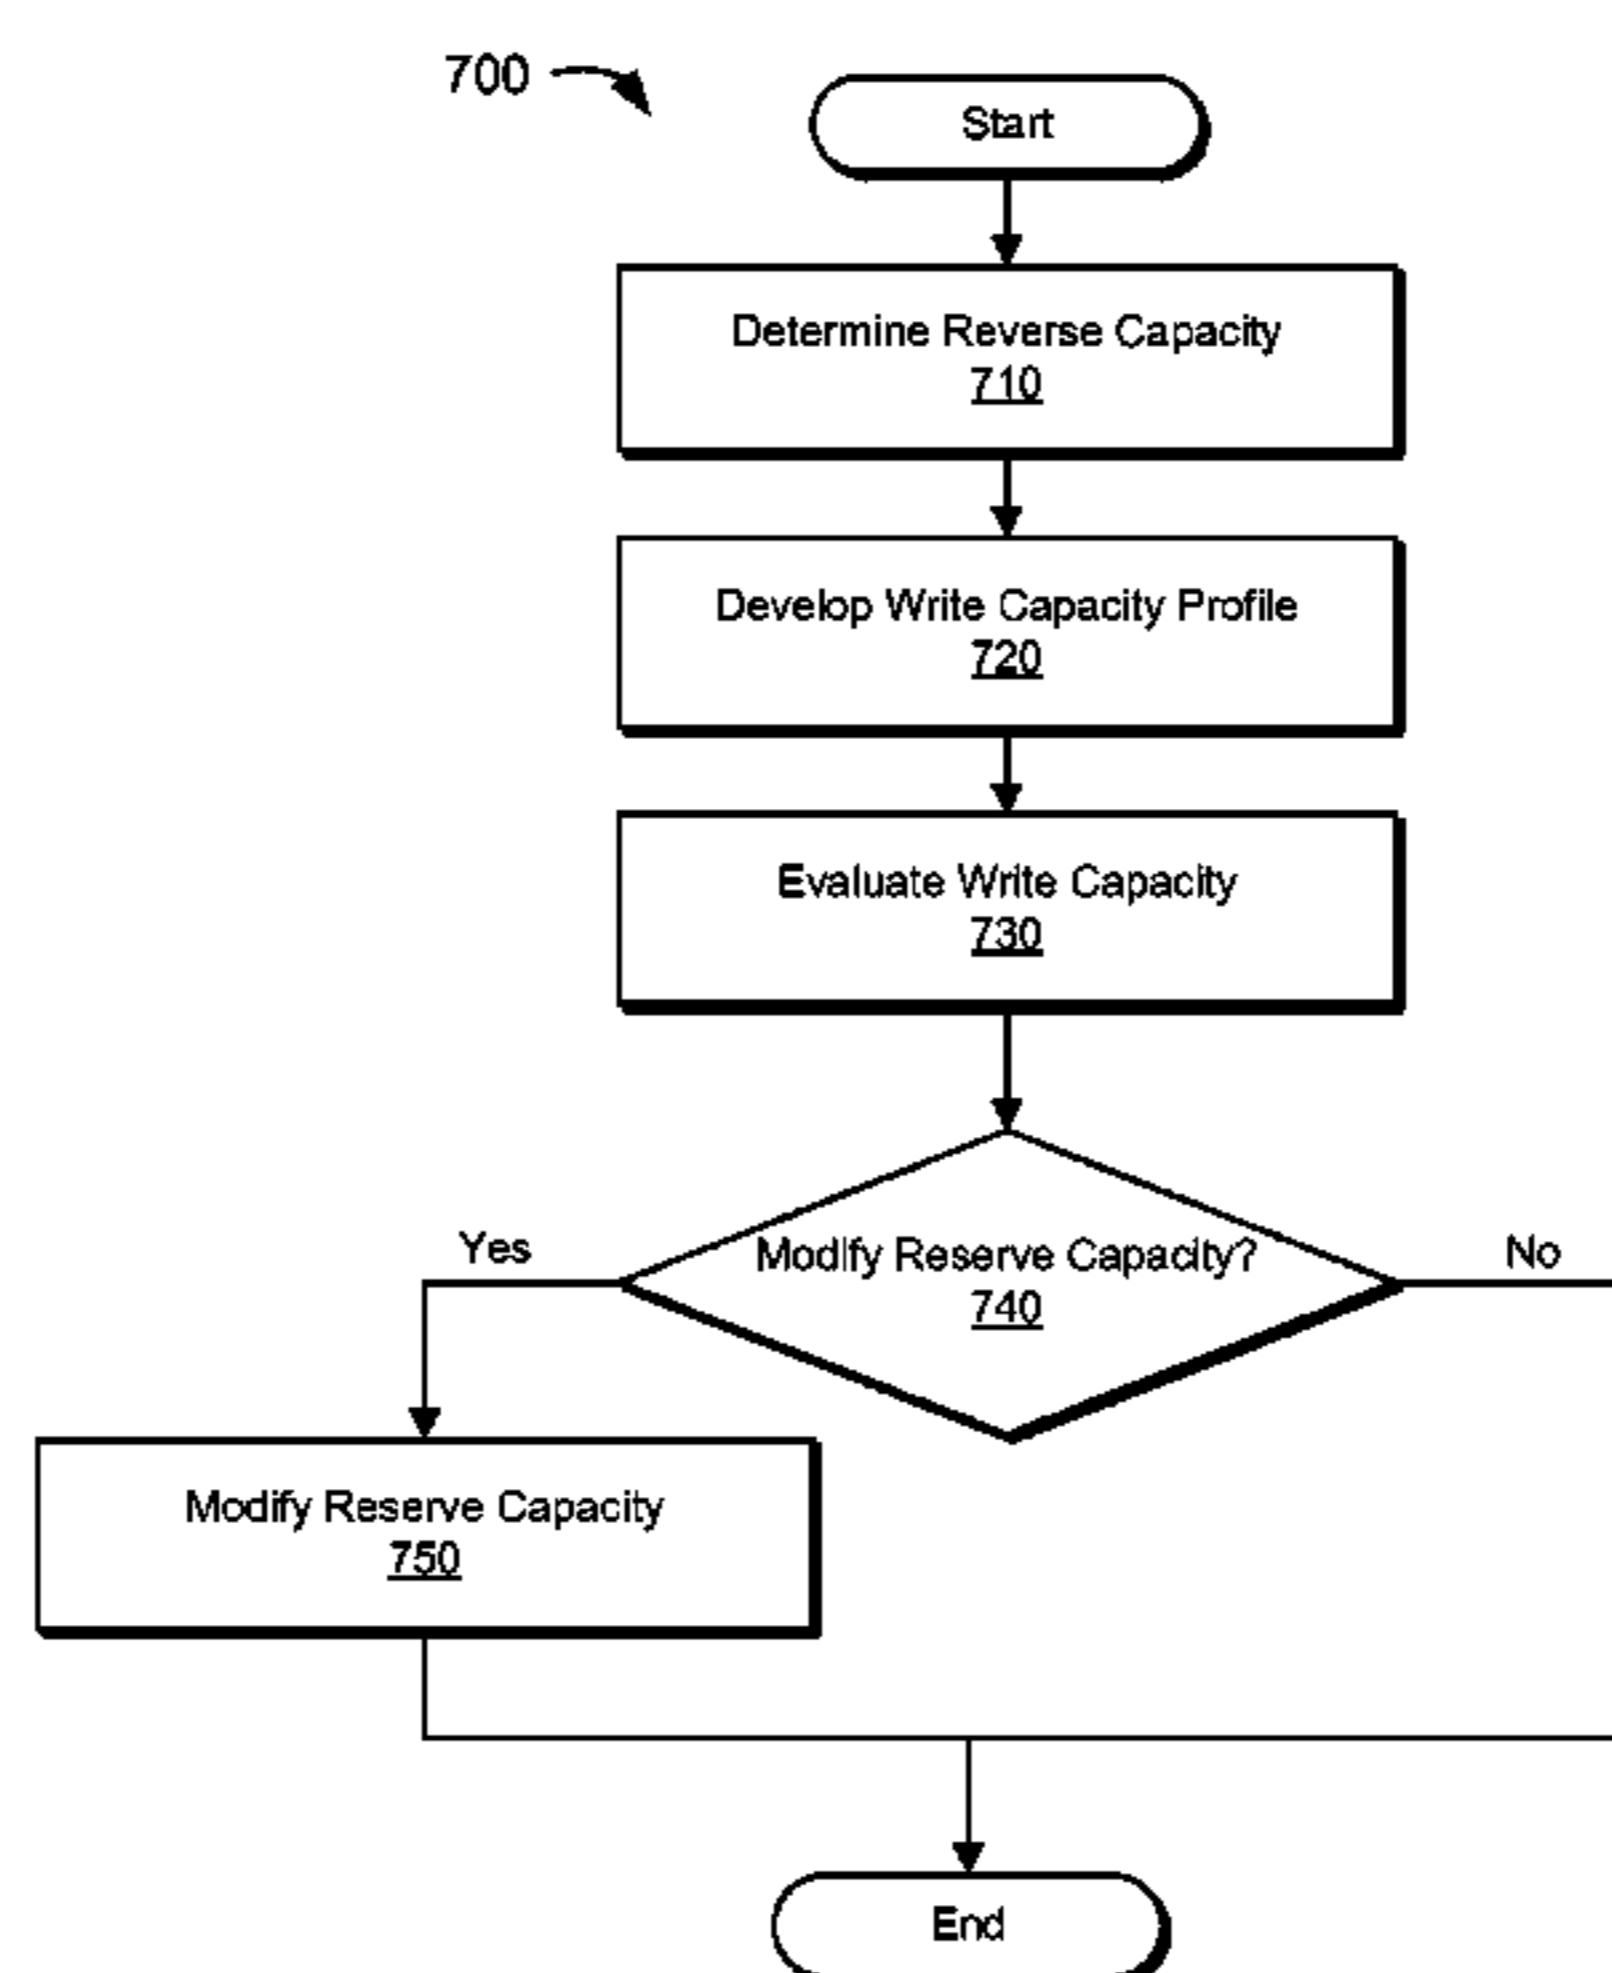 700
Start
Determine Reverse Capacity
710
Develop Write Capacity Profile
720
Evaluate Write Capacity
730
Yes
Modify Reserve Capacity?
740
No
Modify Reserve Capacity
750
End